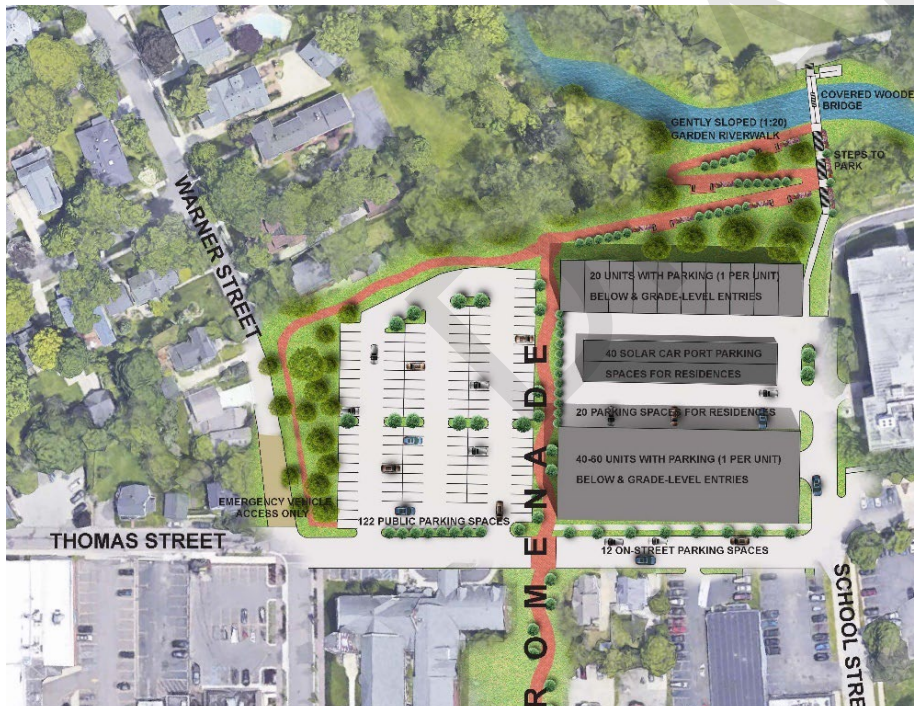 COVERED WOODE
BRIDGE
GENTLY SLOPED (1:20)
GARDEN RIVERWALK
STEPS TO
PARK
WARNER STREET
20 UNITS WITH PARKING (1 PER UNIT)
BELOW & GRADE-LEVEL ENTRIES
40 SOLAR CAR PORT PARKING
SPACES FOR RESIDENCES
20 PARKING SPACES FOR RESIDENCES
40-60 UNITS WITH PARKING (1 PER UNIT)
BELOW & GRADE-LEVEL ENTRIES
EMERGENCY VEHICLE
ACCESS ONLY
122 PUBLIC PARKING SPACES
THOMAS STREET
12 ON-STREET PARKING SPACES
ROMENADE
SCHOOL STRE